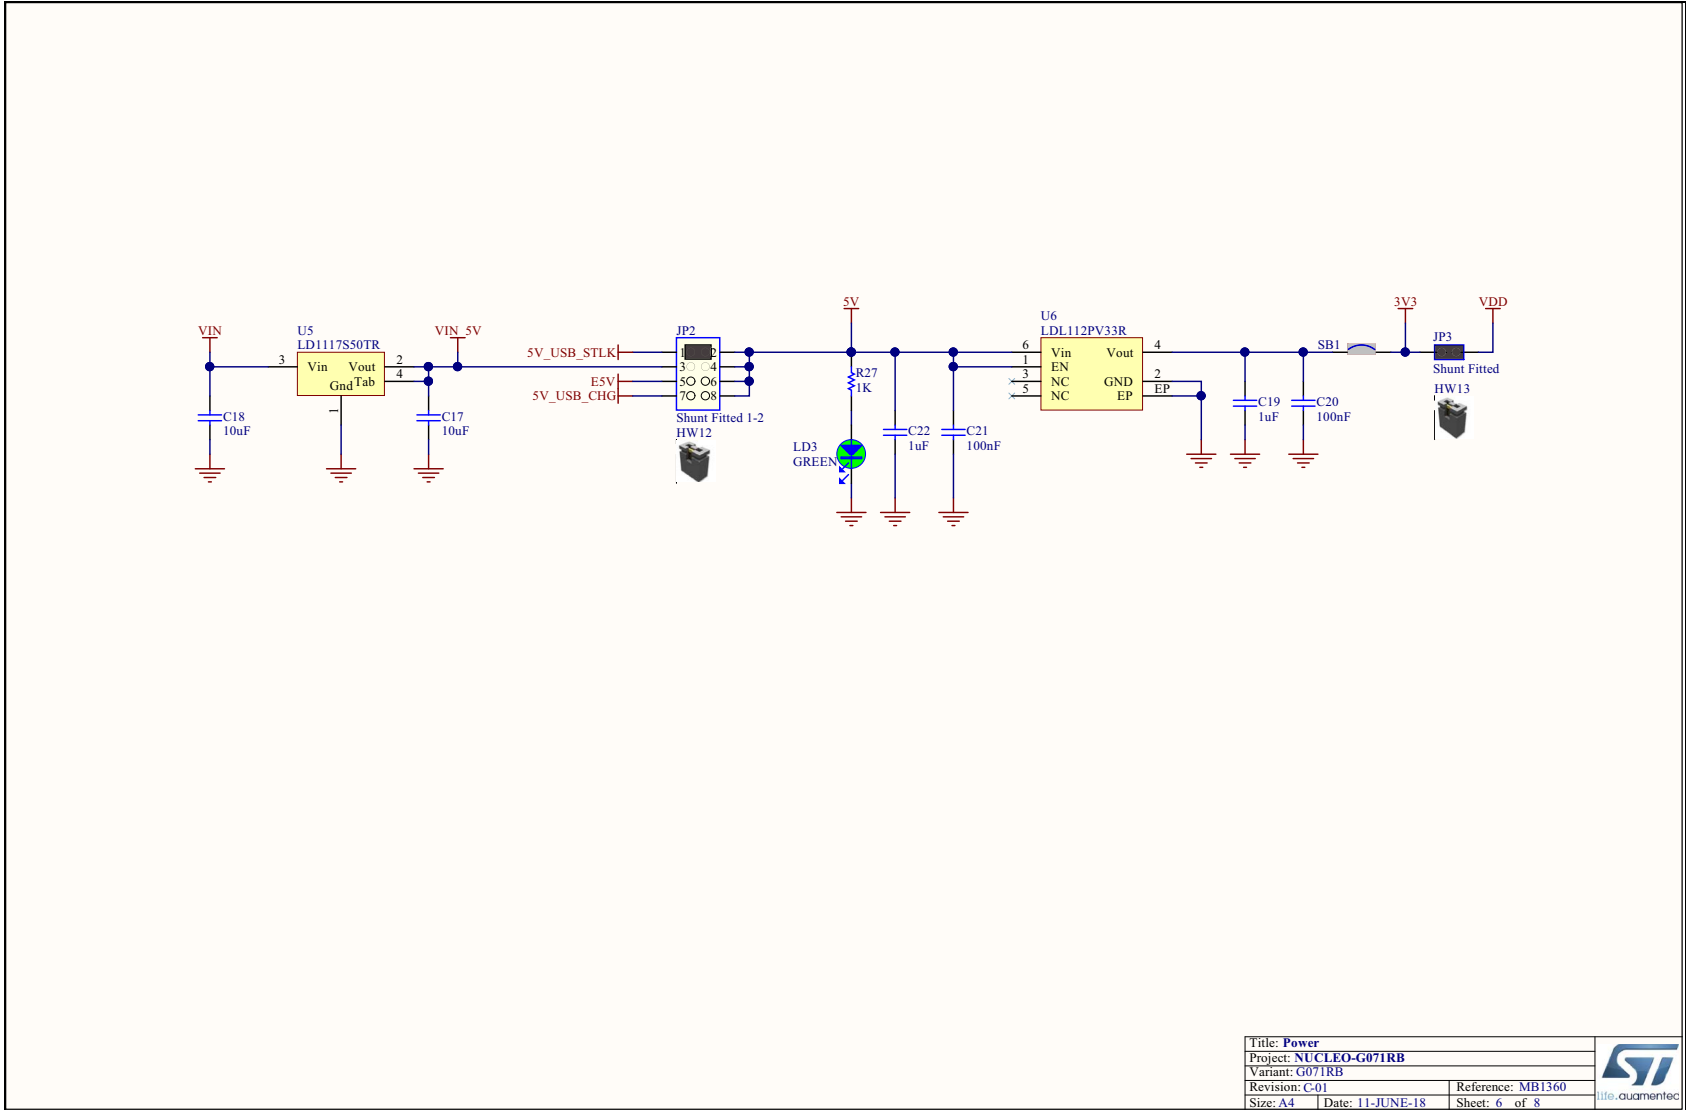 5V
3V3
VDD
U6
LDL112PV33R
VIN
U5
LD1117S50TR
VIN_5V
JP2
JP3
SB1
5V_USB_STLK
E5V
5V_USB_CHG
1 2
3 4
5 6
7 8
3 Vin Vout 2
Gnd Tab 4
1
6 Vin Vout 4
1 EN
3 NC GND 2
5 NC EP EP
R27
1K
Shunt Fitted
HW13
C18
10uF
C17
10uF
Shunt Fitted 1-2
HW12
LD3
GREEN
C22
1uF
C21
100nF
C19
1uF
C20
100nF
Title: Power
Project: NUCLEO-G071RB
Variant: G071RB
Revision: C-01 Reference: MB1360
Size: A4 Date: 11-JUNE-18 Sheet: 6 of 8
ST
life.augmented